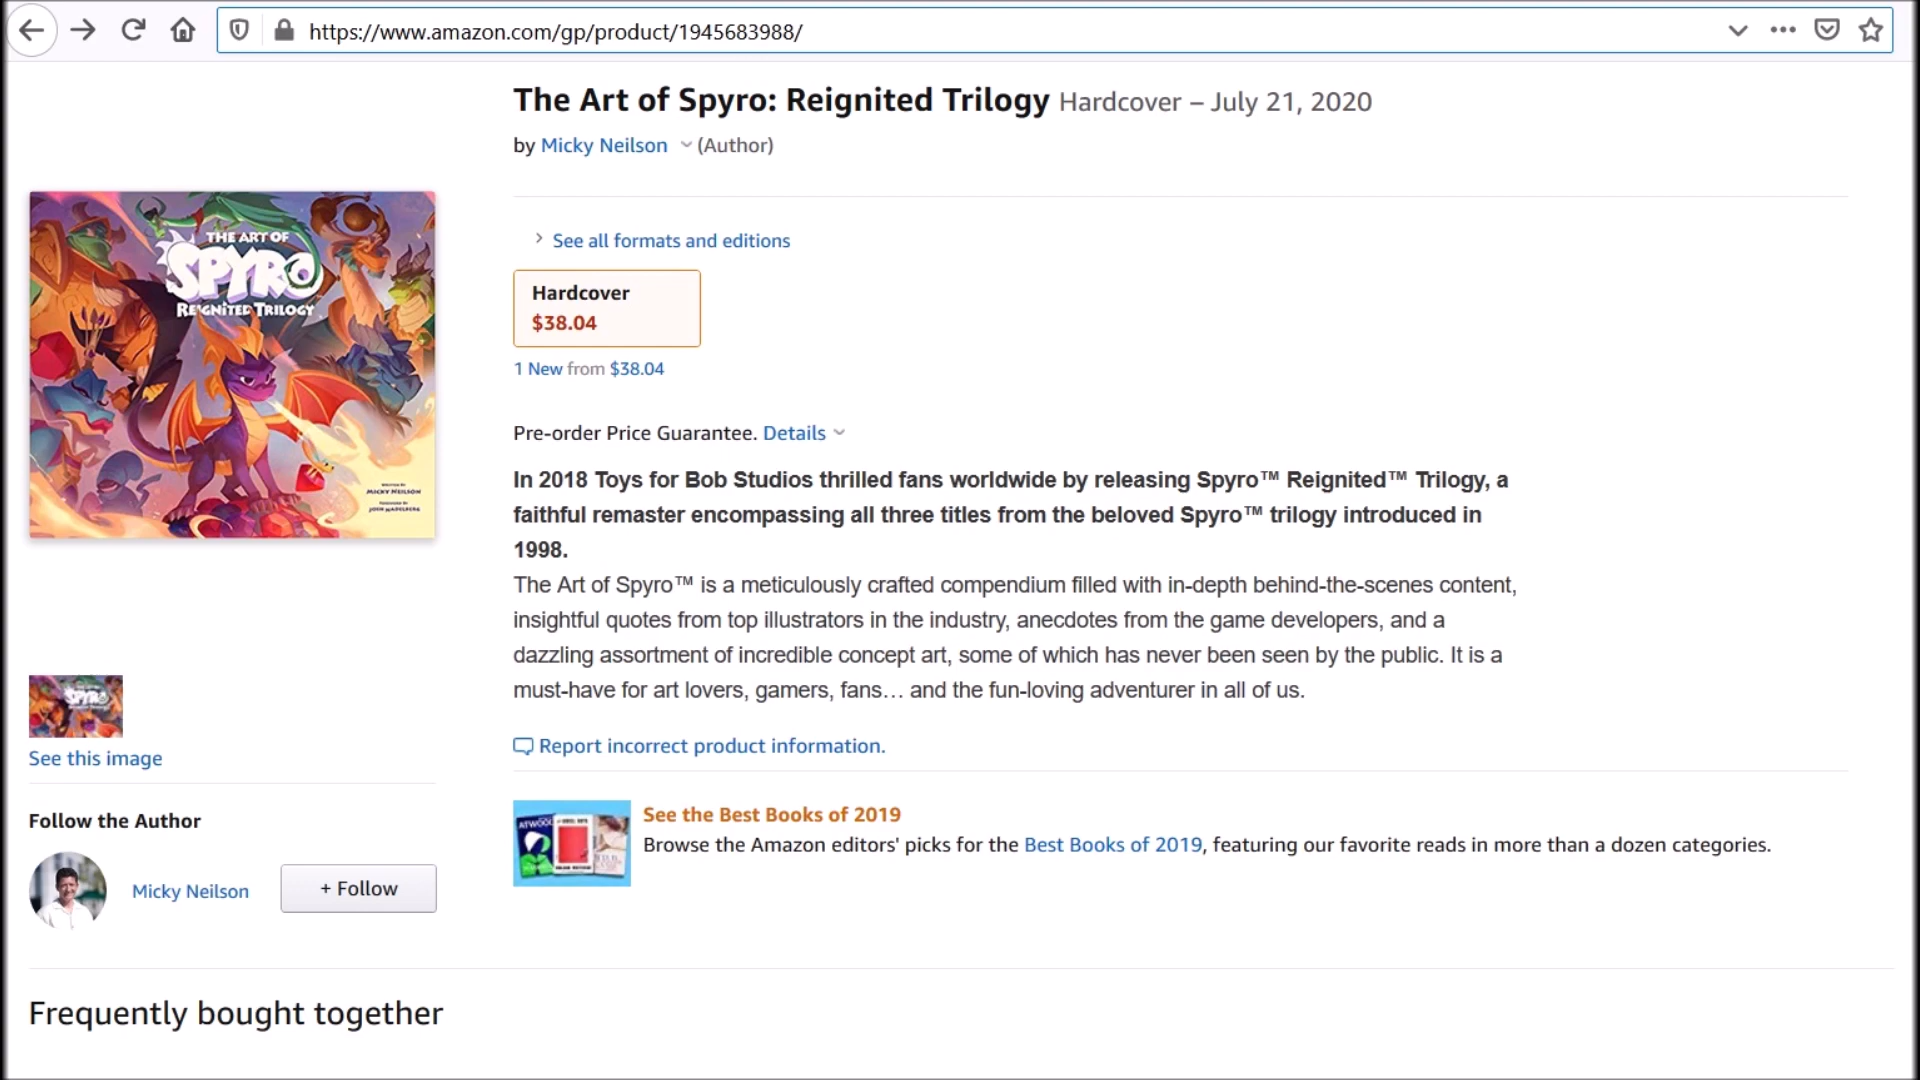 https://www.amazon.com/gp/product/1945683988/
The Art of Spyro: Reignited Trilogy Hardcover – July 21, 2020
by Micky Neilson (Author)
THE ART OF
SPYRO
REIGNITED TRILOGY
WRITTEN BY
MICKY NEILSON
See all formats and editions
Hardcover
$38.04
1 New from $38.04
Pre-order Price Guarantee. Details
In 2018 Toys for Bob Studios thrilled fans worldwide by releasing Spyro™ Reignited™ Trilogy, a
faithful remaster encompassing all three titles from the beloved Spyro™ trilogy introduced in
1998.
The Art of Spyro™ is a meticulously crafted compendium filled with in-depth behind-the-scenes content,
insightful quotes from top illustrators in the industry, anecdotes from the game developers, and a
dazzling assortment of incredible concept art, some of which has never been seen by the public. It is a
must-have for art lovers, gamers, fans… and the fun-loving adventurer in all of us.
Report incorrect product information.
SPYRO
See this image
Follow the Author
Micky Neilson
+ Follow
ATWOOD
See the Best Books of 2019
Browse the Amazon editors' picks for the Best Books of 2019, featuring our favorite reads in more than a dozen categories.
Frequently bought together